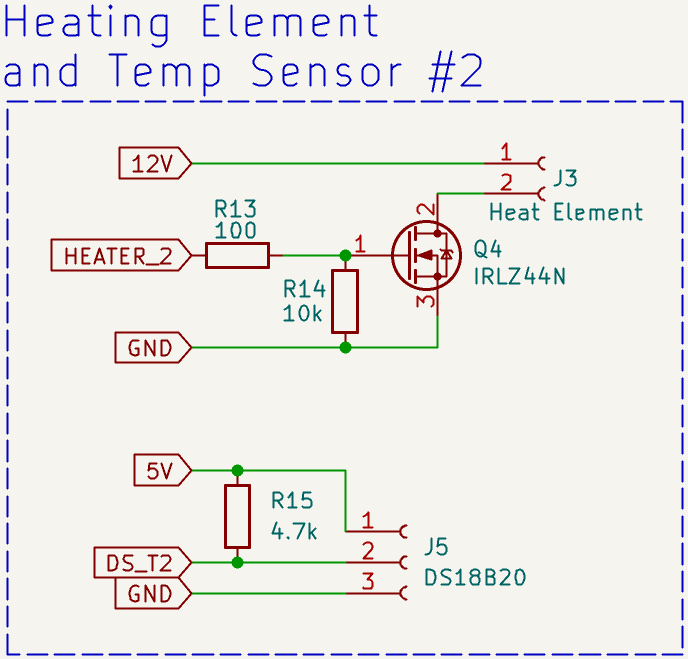 Heating Element
and Temp Sensor #2
12V
1
2
J3
Heat Element
R13
100
HEATER_2
1
2
Q4
IRLZ44N
R14
10k
3
GND
5V
R15
4.7k
1
2
3
J5
DS18B20
DS_T2
GND